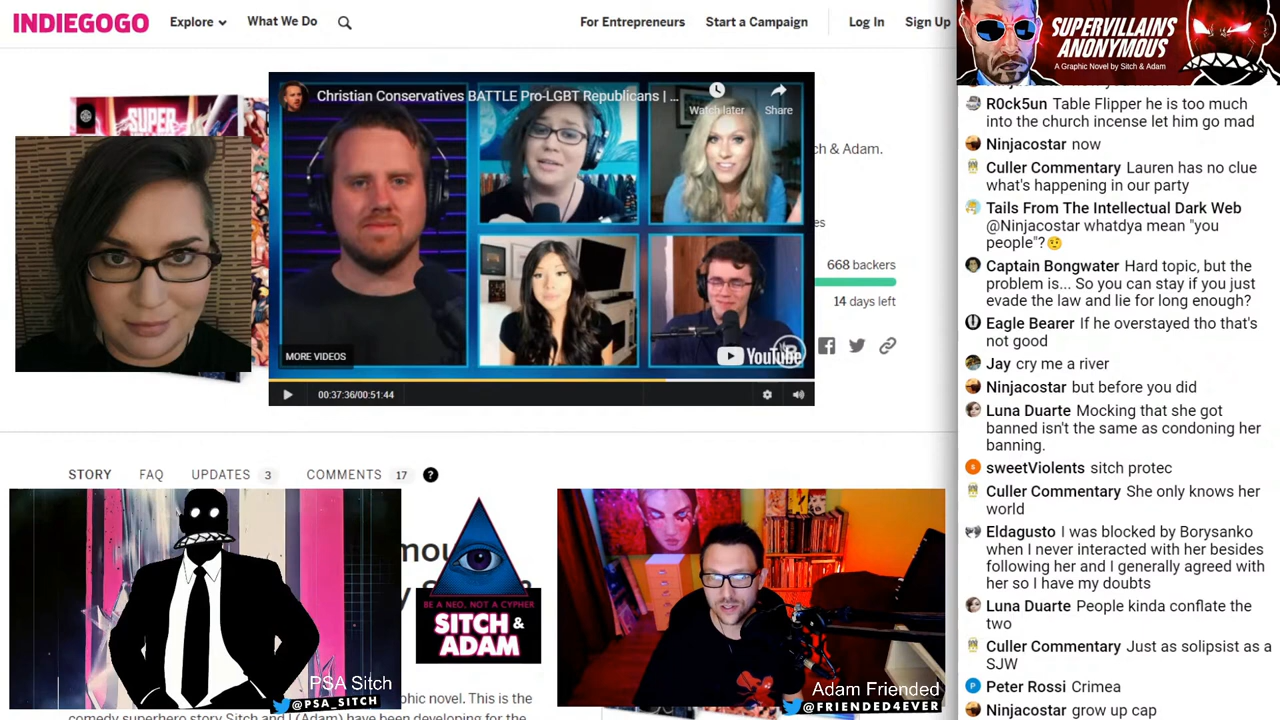 INDIEGOGO
Explore
What We Do
For Entrepreneurs
Start a Campaign
Log In
Sign Up
SUPERVILLAINS
ANONYMOUS
A Graphic Novel by Sitch & Adam
SUPER
Christian Conservatives BATTLE Pro-LGBT Republicans | ...
Watch later
Share
ch & Adam.
es
668 backers
14 days left
MORE VIDEOS
YouTube
00:37:36/00:51:44
STORY
FAQ
UPDATES 3
COMMENTS 17
?
mou
y s
BE A NEO, NOT A CYPHER
SITCH &
ADAM
PSA Sitch
@PSA_SITCH
Adam Friended
@FRIENDED4EVER
phic novel. This is the
comedy superhero story Sitch and I (Adam) have been developing for the
R0ck5un Table Flipper he is too much
into the church incense let him go mad
Ninjacostar now
Culler Commentary Lauren has no clue
what's happening in our party
Tails From The Intellectual Dark Web
@Ninjacostar whatdya mean "you
people"?🤨
Captain Bongwater Hard topic, but the
problem is... So you can stay if you just
evade the law and lie for long enough?
Eagle Bearer If he overstayed tho that's
not good
Jay cry me a river
Ninjacostar but before you did
Luna Duarte Mocking that she got
banned isn't the same as condoning her
banning.
sweetViolents sitch protec
Culler Commentary She only knows her
world
Eldagusto I was blocked by Borysanko
when I never interacted with her besides
following her and I generally agreed with
her so I have my doubts
Luna Duarte People kinda conflate the
two
Culler Commentary Just as solipsist as a
SJW
Peter Rossi Crimea
Ninjacostar grow up cap